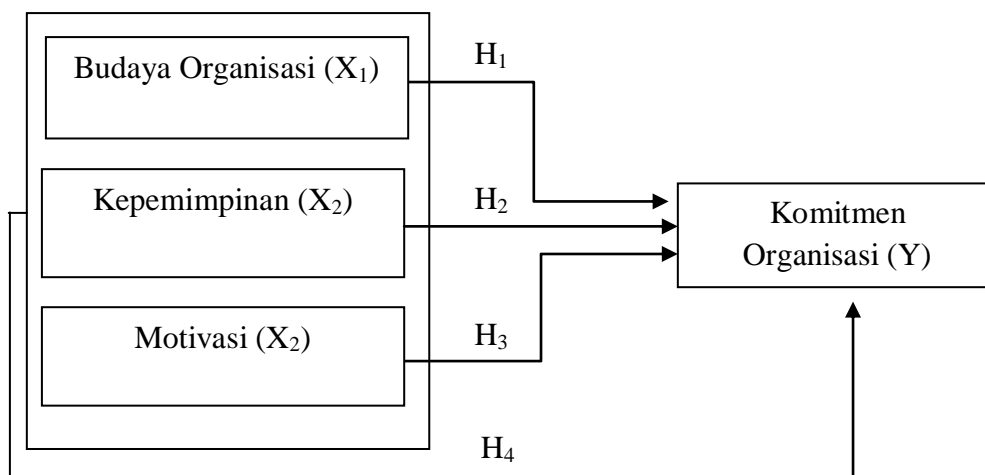 Budaya Organisasi (X₁)
H₁
Kepemimpinan (X₂)
H₂
Komitmen
Organisasi (Y)
Motivasi (X₂)
H₃
H₄